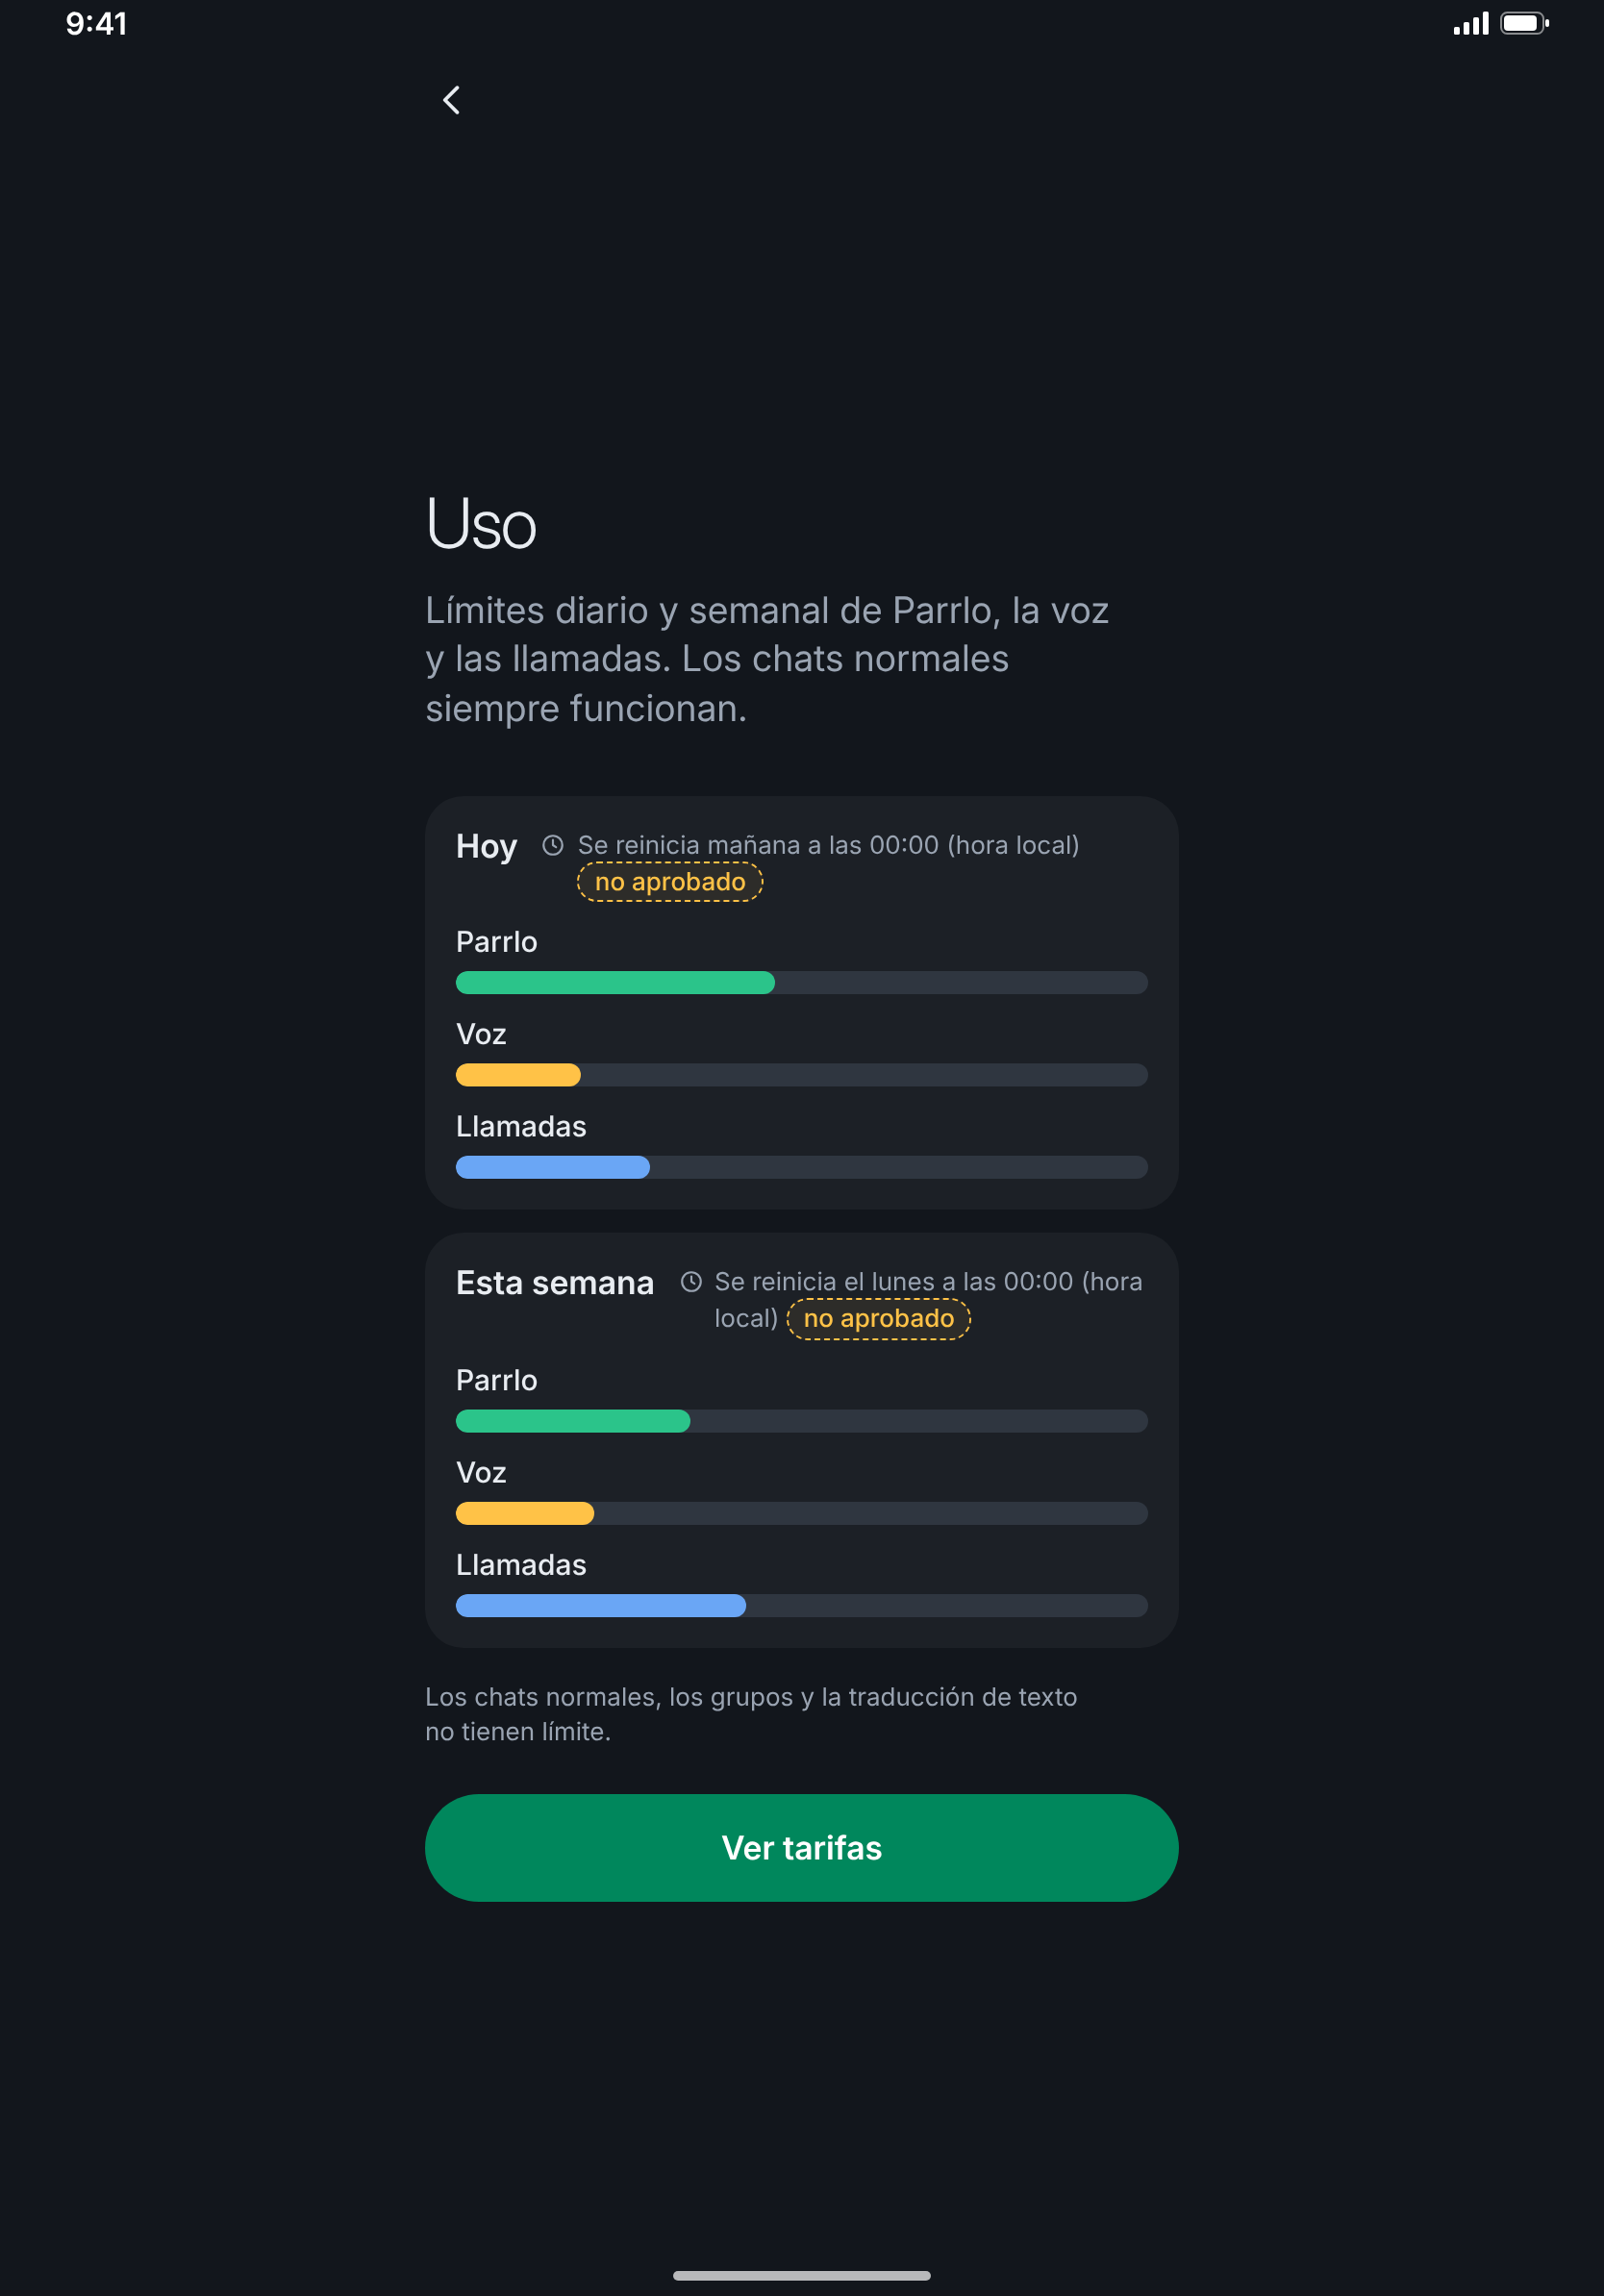 9:41
Uso
Límites diario y semanal de Parrlo, la voz
y las llamadas. Los chats normales
siempre funcionan.
Hoy Se reinicia mañana a las 00:00 (hora local)
no aprobado
Parrlo
Voz
Llamadas
Esta semana Se reinicia el lunes a las 00:00 (hora
local) no aprobado
Parrlo
Voz
Llamadas
Los chats normales, los grupos y la traducción de texto
no tienen límite.
Ver tarifas